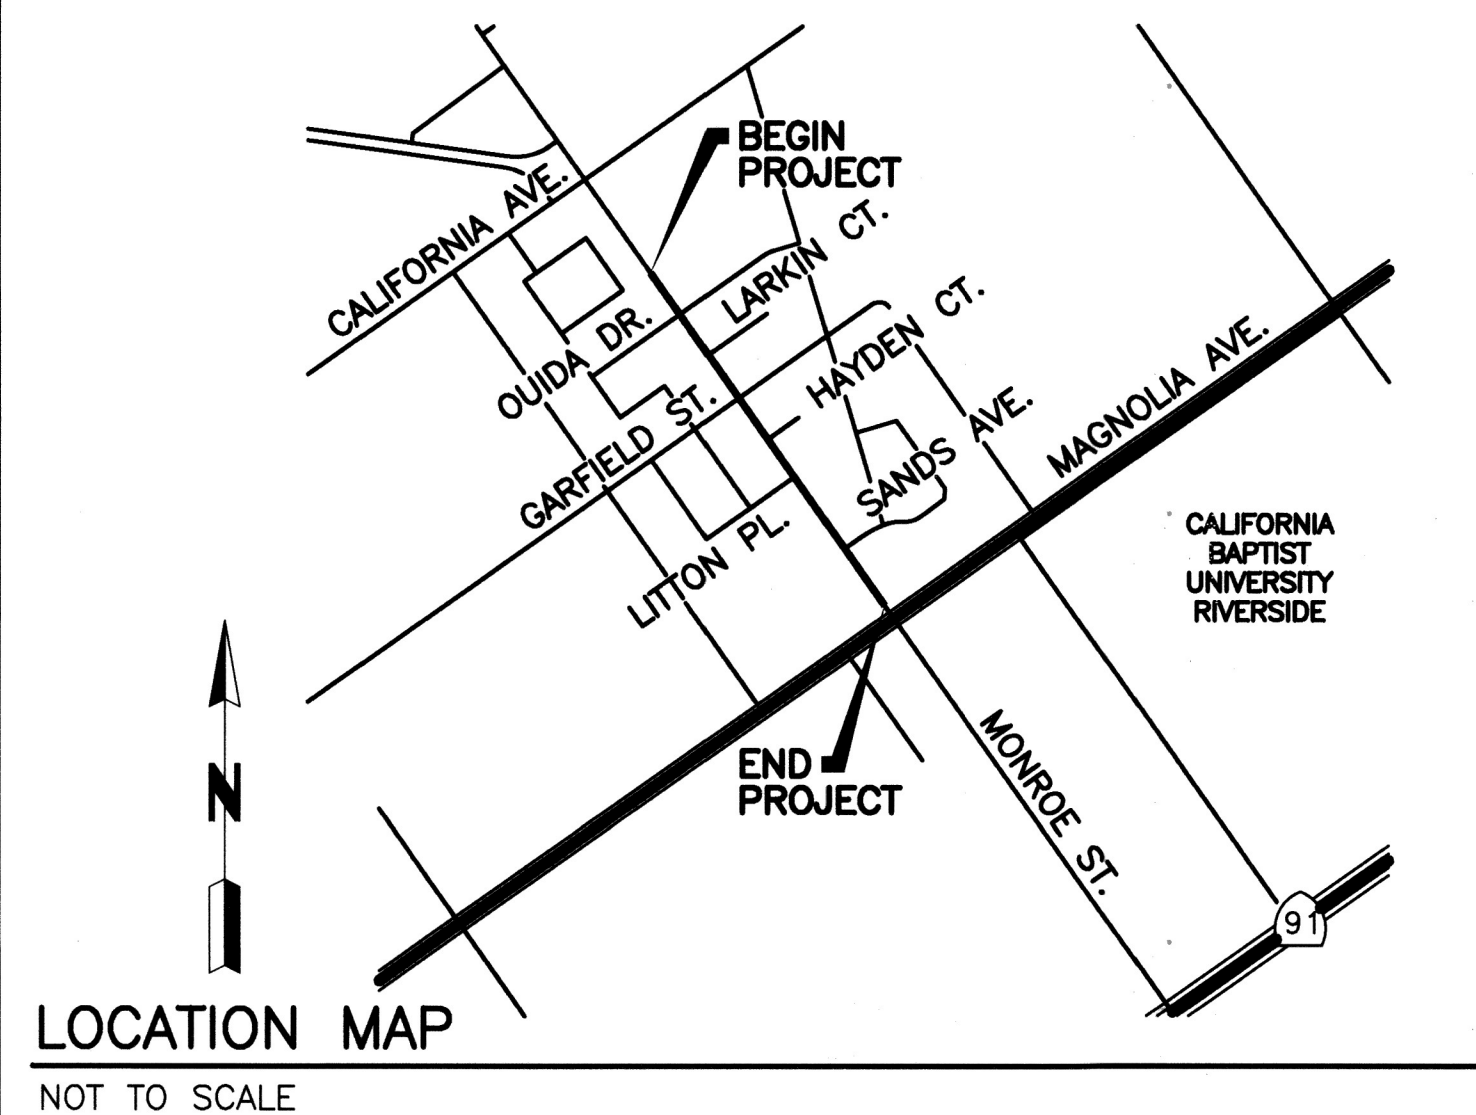 BEGIN
PROJECT
CALIFORNIA AVE.
LARKIN CT.
OUIDA DR.
HAYDEN CT.
GARFIELD ST.
SANDS AVE.
MAGNOLIA AVE.
LITTON PL.
CALIFORNIA
BAPTIST
UNIVERSITY
RIVERSIDE
END
PROJECT
MONROE ST.
91
N
LOCATION MAP
NOT TO SCALE